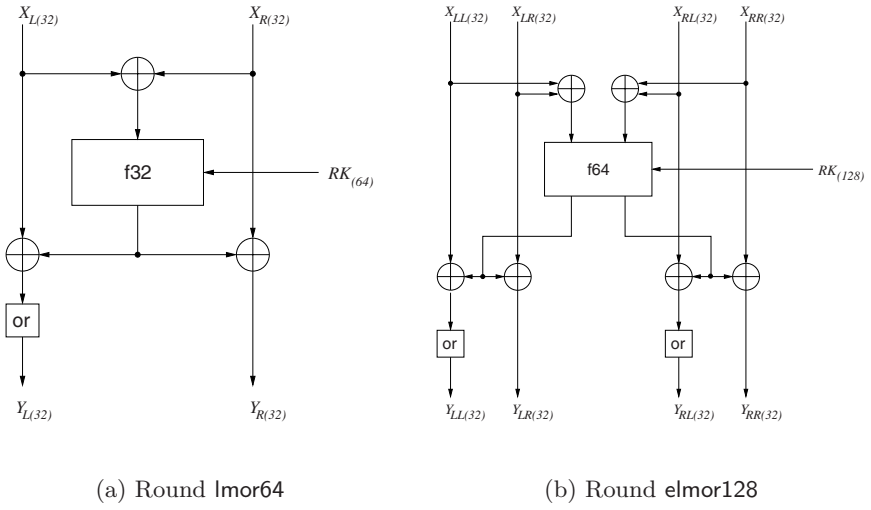 X_L(32) X_R(32)
f32
RK_(64)
or
Y_L(32) Y_R(32)
(a) Round lmor64
X_LL(32) X_LR(32) X_RL(32) X_RR(32)
f64
RK_(128)
or or
Y_LL(32) Y_LR(32) Y_RL(32) Y_RR(32)
(b) Round elmor128